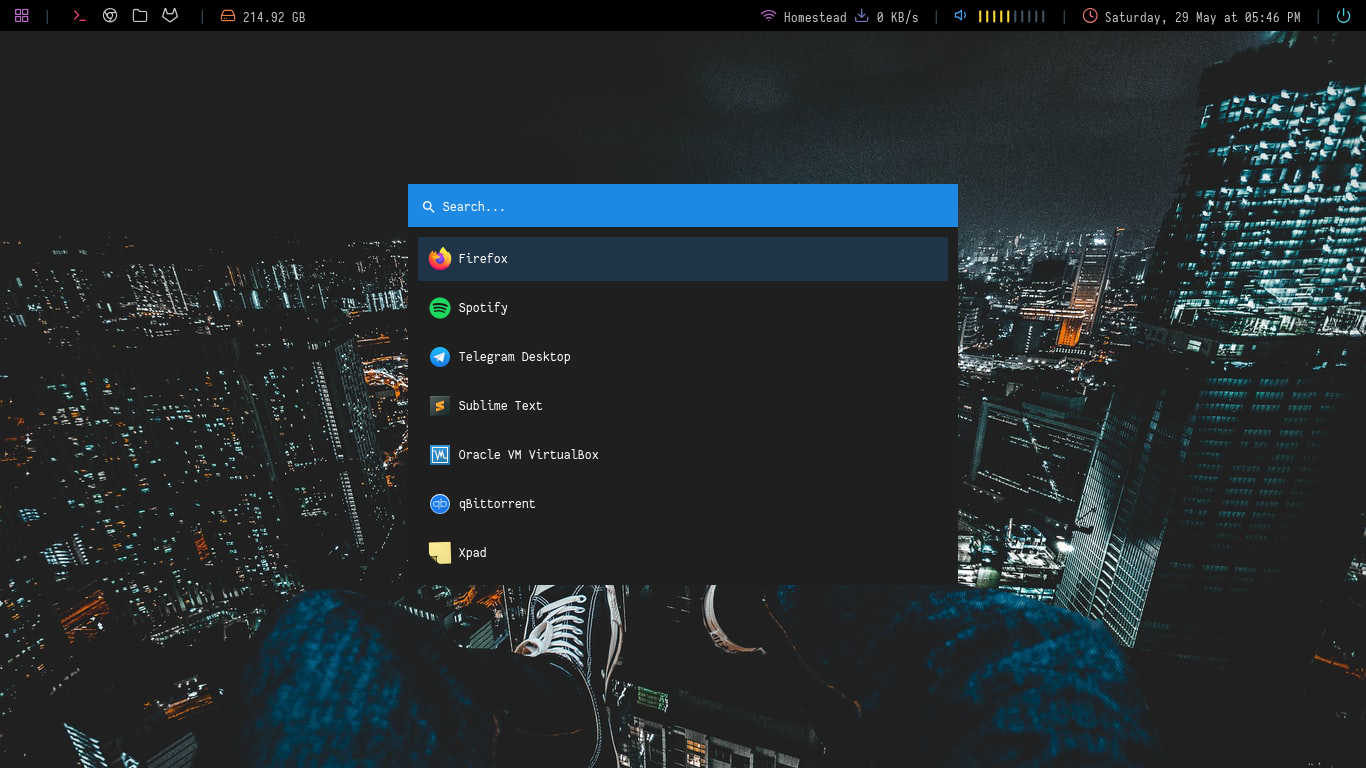 214.92 GB
Homestead 0 KB/s
Saturday, 29 May at 05:46 PM
Search...
Firefox
Spotify
Telegram Desktop
Sublime Text
Oracle VM VirtualBox
qBittorrent
Xpad